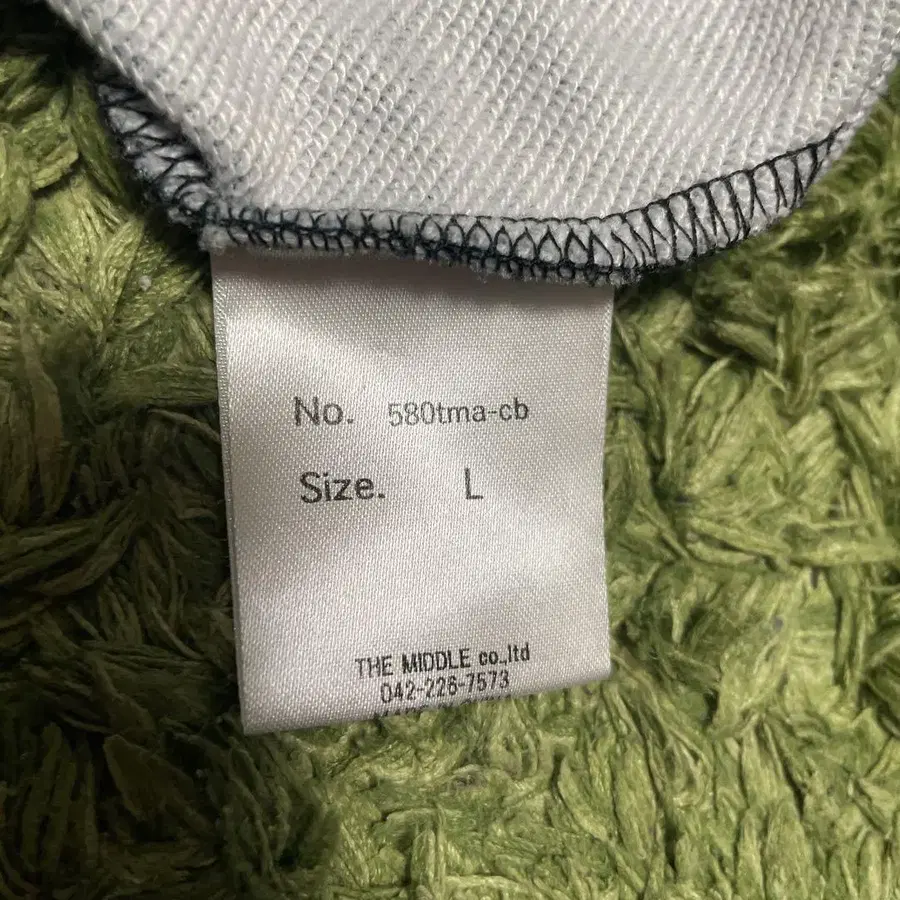 No. 580tma-cb
Size. L
THE MIDDLE co.,ltd
042-226-7573